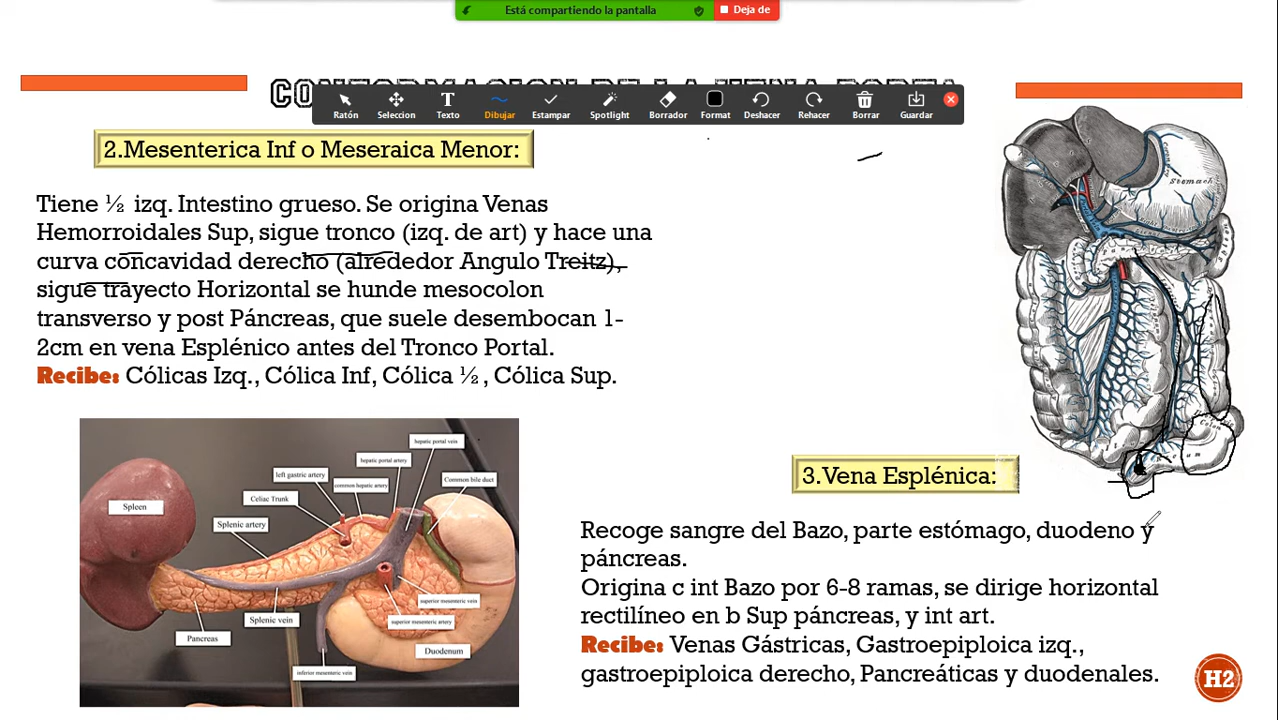 Está compartiendo la pantalla
Deja de
Ratón
Seleccion
Texto
Dibujar
Estampar
Spotlight
Borrador
Format
Deshacer
Rehacer
Borrar
Guardar
2.Mesenterica Inf o Meseraica Menor:
Tiene ½ izq. Intestino grueso. Se origina Venas
Hemorroidales Sup, sigue tronco (izq. de art) y hace una
curva concavidad derecho (alrededor Angulo Treitz),
sigue trayecto Horizontal se hunde mesocolon
transverso y post Páncreas, que suele desembocan 1-
2cm en vena Esplénico antes del Tronco Portal.
Recibe: Cólicas Izq., Cólica Inf, Cólica ½ , Cólica Sup.
Stomach
Spleen
hepatic portal vein
hepatic portal artery
left gastric artery
common hepatic artery
Common bile duct
Celiac Trunk
Splenic artery
Spleen
superior mesenteric vein
superior mesenteric artery
Splenic vein
Pancreas
Duodenum
inferior mesenteric vein
3.Vena Esplénica:
Recoge sangre del Bazo, parte estómago, duodeno y
páncreas.
Origina c int Bazo por 6-8 ramas, se dirige horizontal
rectilíneo en b Sup páncreas, y int art.
Recibe: Venas Gástricas, Gastroepiploica izq.,
gastroepiploica derecho, Pancreáticas y duodenales.
H2